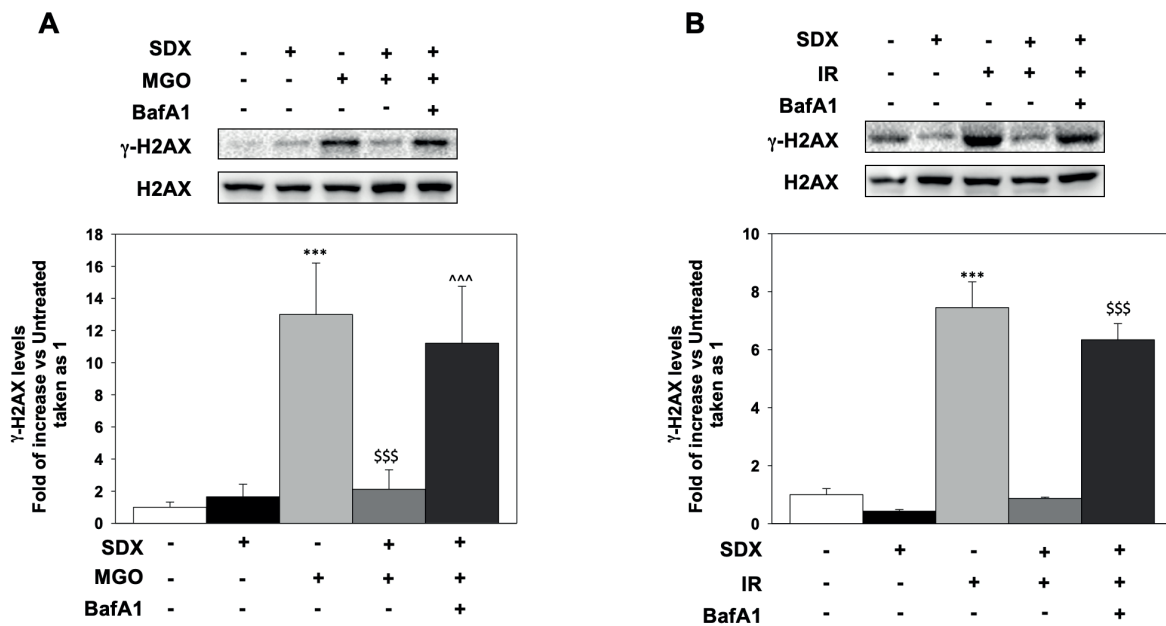 A
SDX - + - + +
MGO - - + + +
BafA1 - - - - +
γ-H2AX
H2AX
18
16
14
12
10
8
6
4
2
0
γ-H2AX levels
Fold of increase vs Untreated
taken as 1
***
$$$
^^^
SDX - + - + +
MGO - - + + +
BafA1 - - - - +
B
SDX - + - + +
IR - - + + +
BafA1 - - - - +
γ-H2AX
H2AX
10
8
6
4
2
0
γ-H2AX levels
Fold of increase vs Untreated
taken as 1
***
$$$
SDX - + - + +
IR - - + + +
BafA1 - - - - +